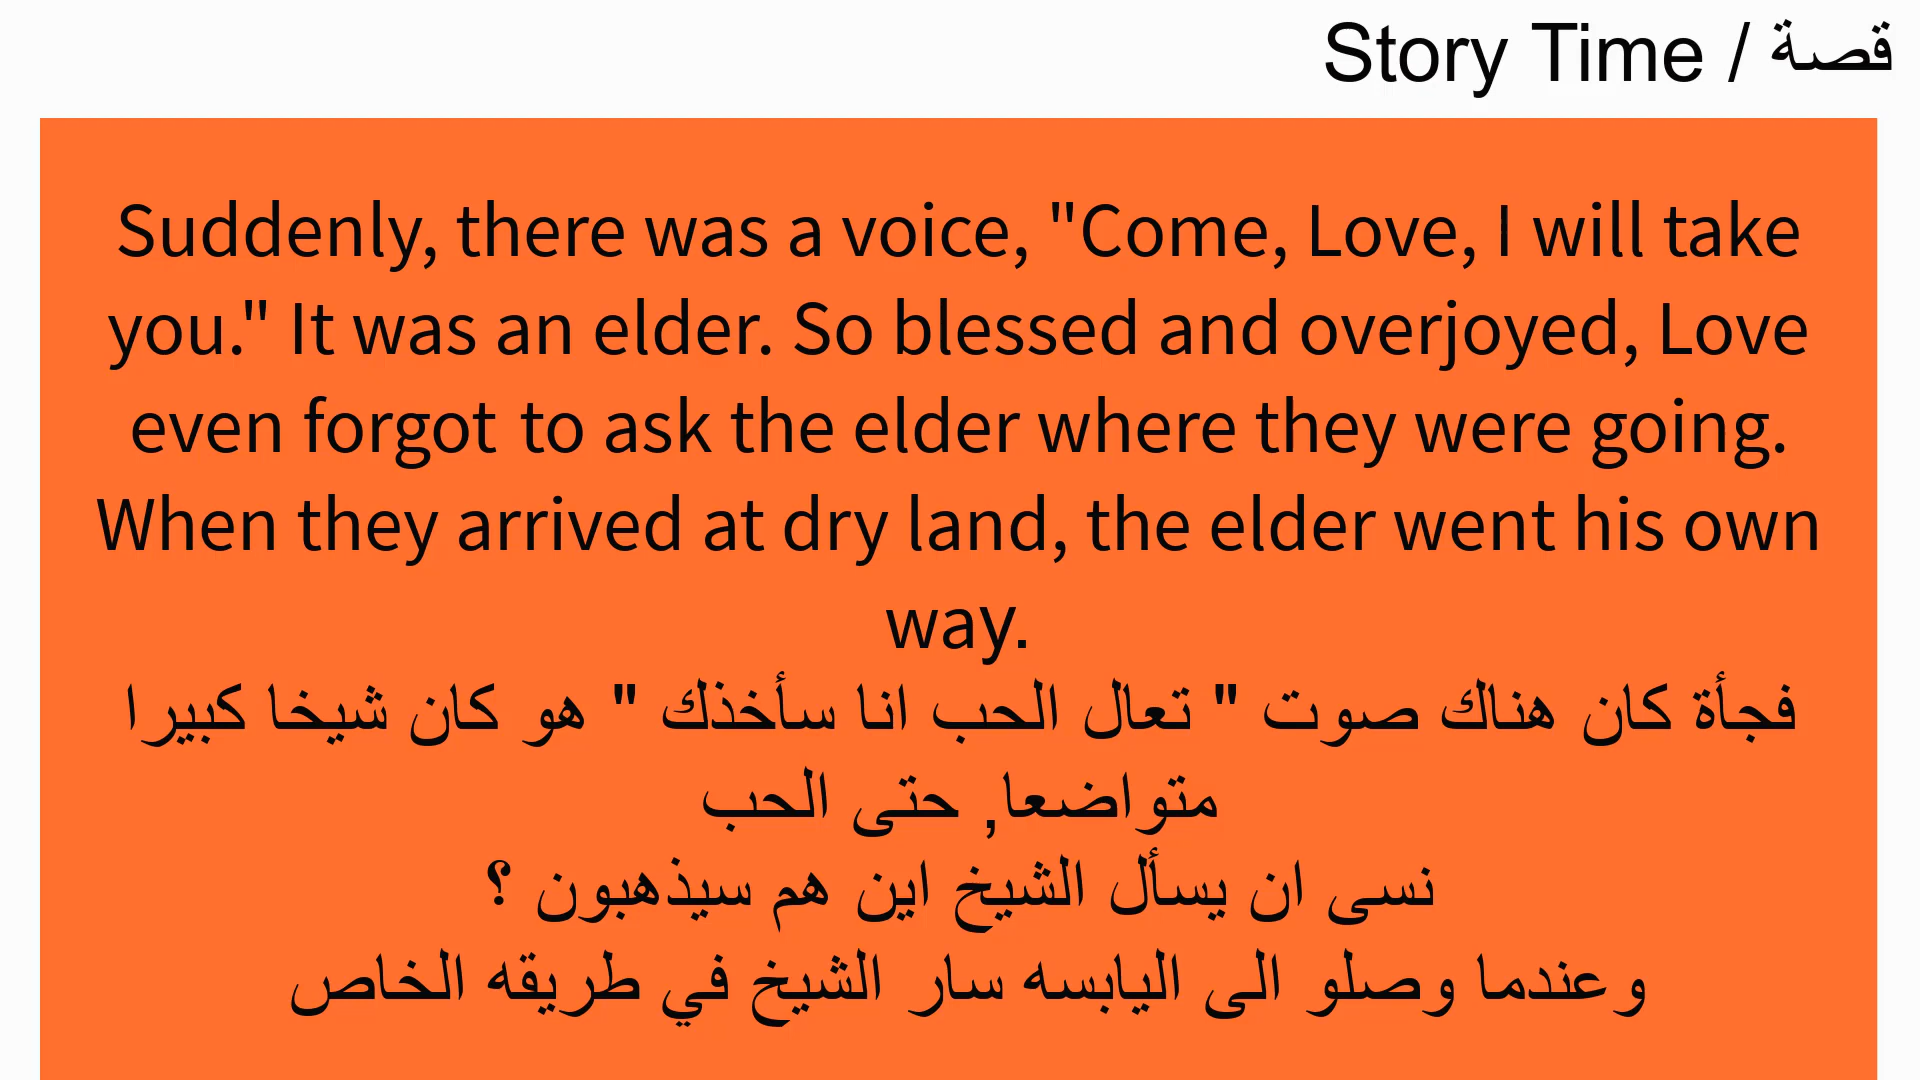 Story Time / قصة
Suddenly, there was a voice, "Come, Love, I will take
you." It was an elder. So blessed and overjoyed, Love
even forgot to ask the elder where they were going.
When they arrived at dry land, the elder went his own
way.
فجأة كان هناك صوت " تعال الحب انا سأخذك " هو كان شيخا كبيرا
متواضعا, حتى الحب
نسى ان يسأل الشيخ اين هم سيذهبون ؟
وعندما وصلو الى اليابسه سار الشيخ في طريقه الخاص